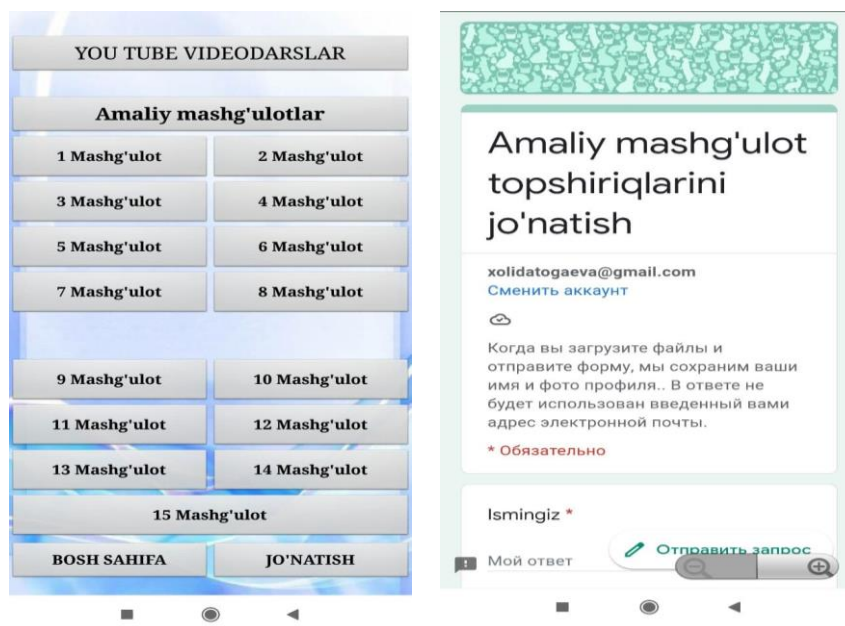 YOU TUBE VIDEODARSLAR
Amaliy mashg'ulotlar
1 Mashg'ulot
2 Mashg'ulot
3 Mashg'ulot
4 Mashg'ulot
5 Mashg'ulot
6 Mashg'ulot
7 Mashg'ulot
8 Mashg'ulot
9 Mashg'ulot
10 Mashg'ulot
11 Mashg'ulot
12 Mashg'ulot
13 Mashg'ulot
14 Mashg'ulot
15 Mashg'ulot
BOSH SAHIFA
JO'NATISH
Amaliy mashg'ulot
topshiriqlarini
jo'natish
xolidatogaeva@gmail.com
Сменить аккаунт
Когда вы загрузите файлы и
отправите форму, мы сохраним ваши
имя и фото профиля.. В ответе не
будет использован введенный вами
адрес электронной почты.
* Обязательно
Ismingiz *
Мой ответ
Отправить запрос